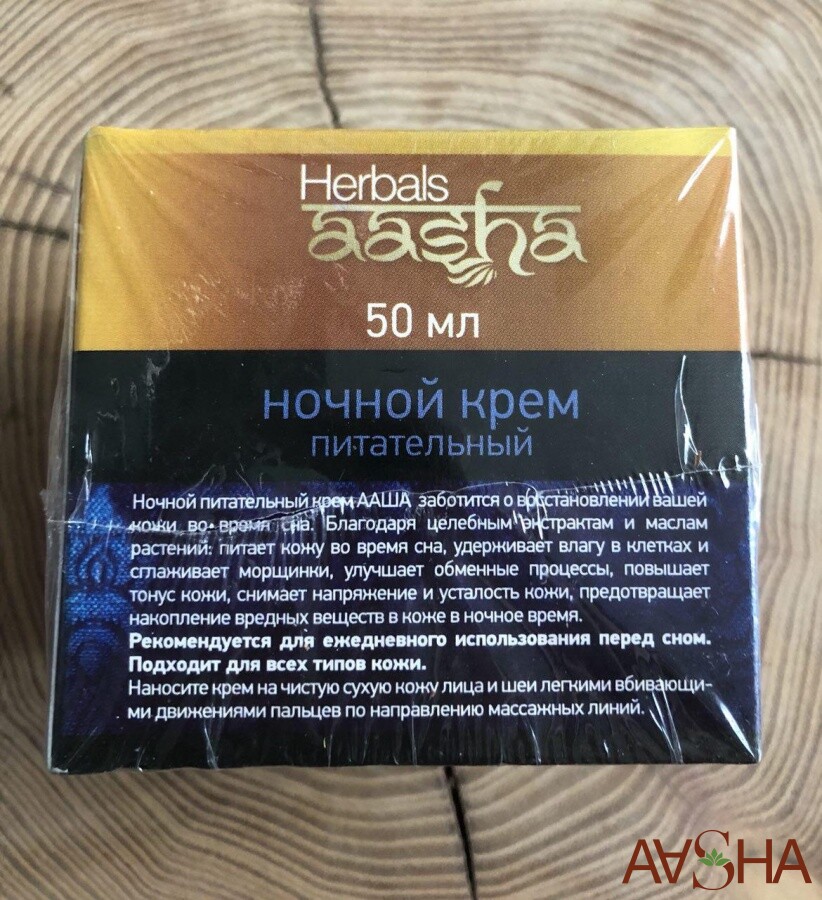 Herbals
aasha
50 мл
ночной крем
питательный
Ночной питательный крем ААША заботится о восстановлении вашей
кожи во время сна. Благодаря целебным экстрактам и маслам
растений: питает кожу во время сна, удерживает влагу в клетках и
сглаживает морщинки, улучшает обменные процессы, повышает
тонус кожи, снимает напряжение и усталость кожи, предотвращает
накопление вредных веществ в коже в ночное время.
Рекомендуется для ежедневного использования перед сном.
Подходит для всех типов кожи.
Наносите крем на чистую сухую кожу лица и шеи легкими вбивающи-
ми движениями пальцев по направлению массажных линий.
AASHA